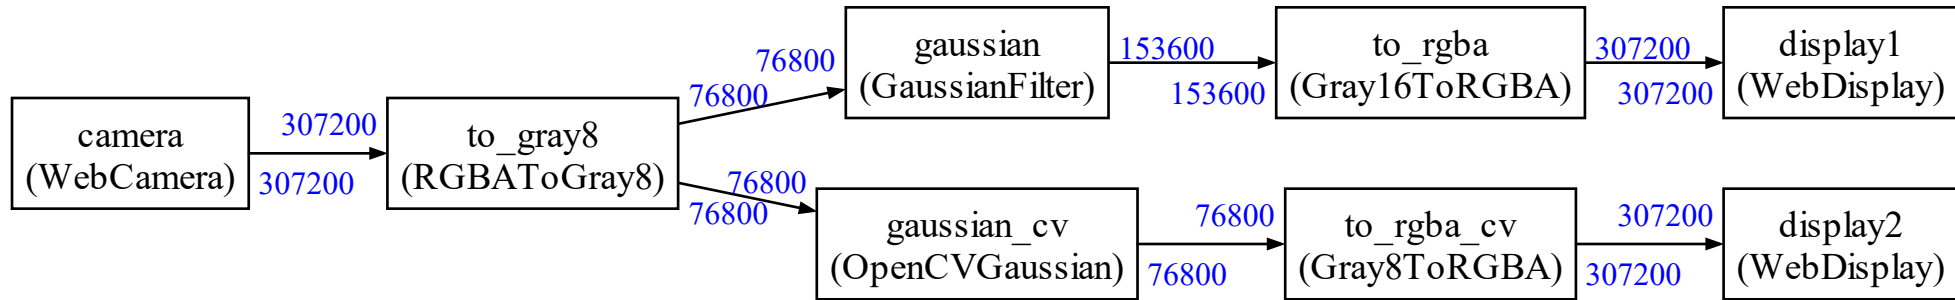 camera
(WebCamera)
307200
307200
to_gray8
(RGBAToGray8)
76800
76800
76800
76800
gaussian
(GaussianFilter)
153600
153600
to_rgba
(Gray16ToRGBA)
307200
307200
display1
(WebDisplay)
gaussian_cv
(OpenCVGaussian)
76800
76800
to_rgba_cv
(Gray8ToRGBA)
307200
307200
display2
(WebDisplay)